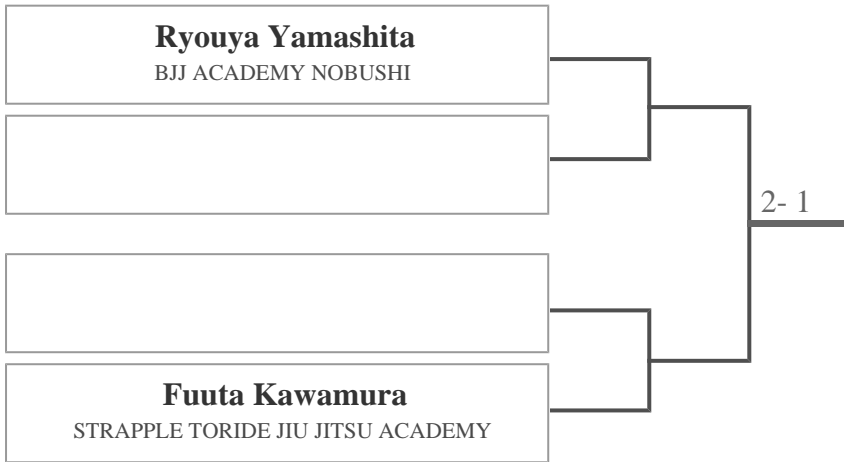 Ryouya Yamashita
BJJ ACADEMY NOBUSHI
2- 1
Fuuta Kawamura
STRAPPLE TORIDE JIU JITSU ACADEMY